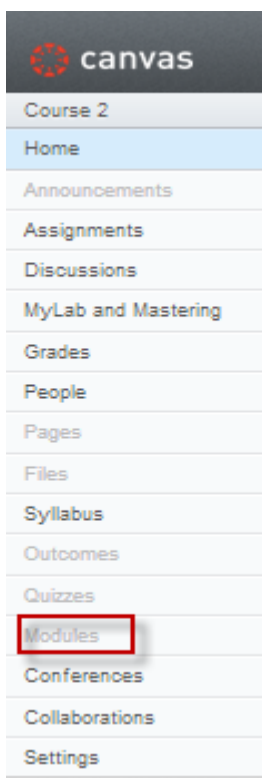 canvas
Course 2
Home
Announcements
Assignments
Discussions
MyLab and Mastering
Grades
People
Pages
Files
Syllabus
Outcomes
Quizzes
Modules
Conferences
Collaborations
Settings